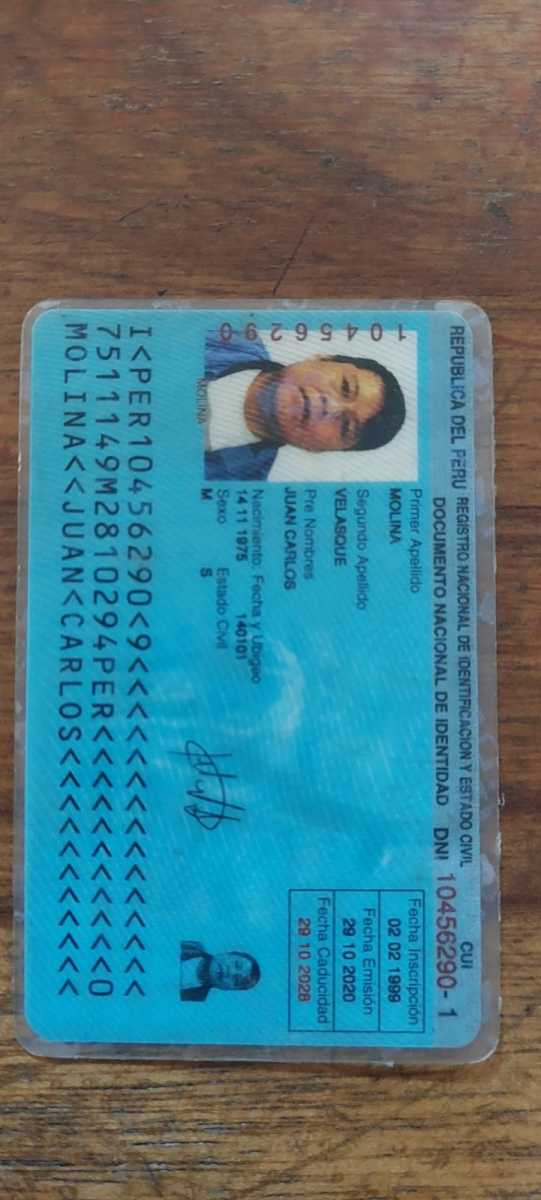 REPUBLICA DEL PERU REGISTRO NACIONAL DE IDENTIFICACION Y ESTADO CIVIL
DOCUMENTO NACIONAL DE IDENTIDAD DNI 10456290-1
CUI
Primer Apellido
MOLINA
Segundo Apellido
VELASQUE
Pre Nombres
JUAN CARLOS
Nacimiento: Fecha y Ubigeo
14 11 1975 140101
Sexo Estado Civil
M S
Fecha Inscripción
02 02 1999
Fecha Emisión
29 10 2020
Fecha Caducidad
29 10 2028
10456290
MOLINA
I<PER10456290<9<<<<<<<<<<<<<<<
7511149M2810294PER<<<<<<<<<<<0
MOLINA<<JUAN<CARLOS<<<<<<<<<<<